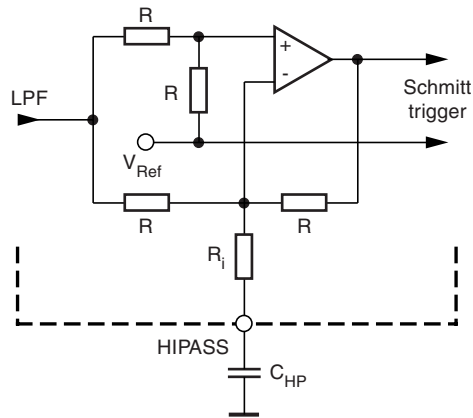 R
+
-
R
LPF
Schmitt
trigger
V_Ref
R
R
R_i
HIPASS
C_HP